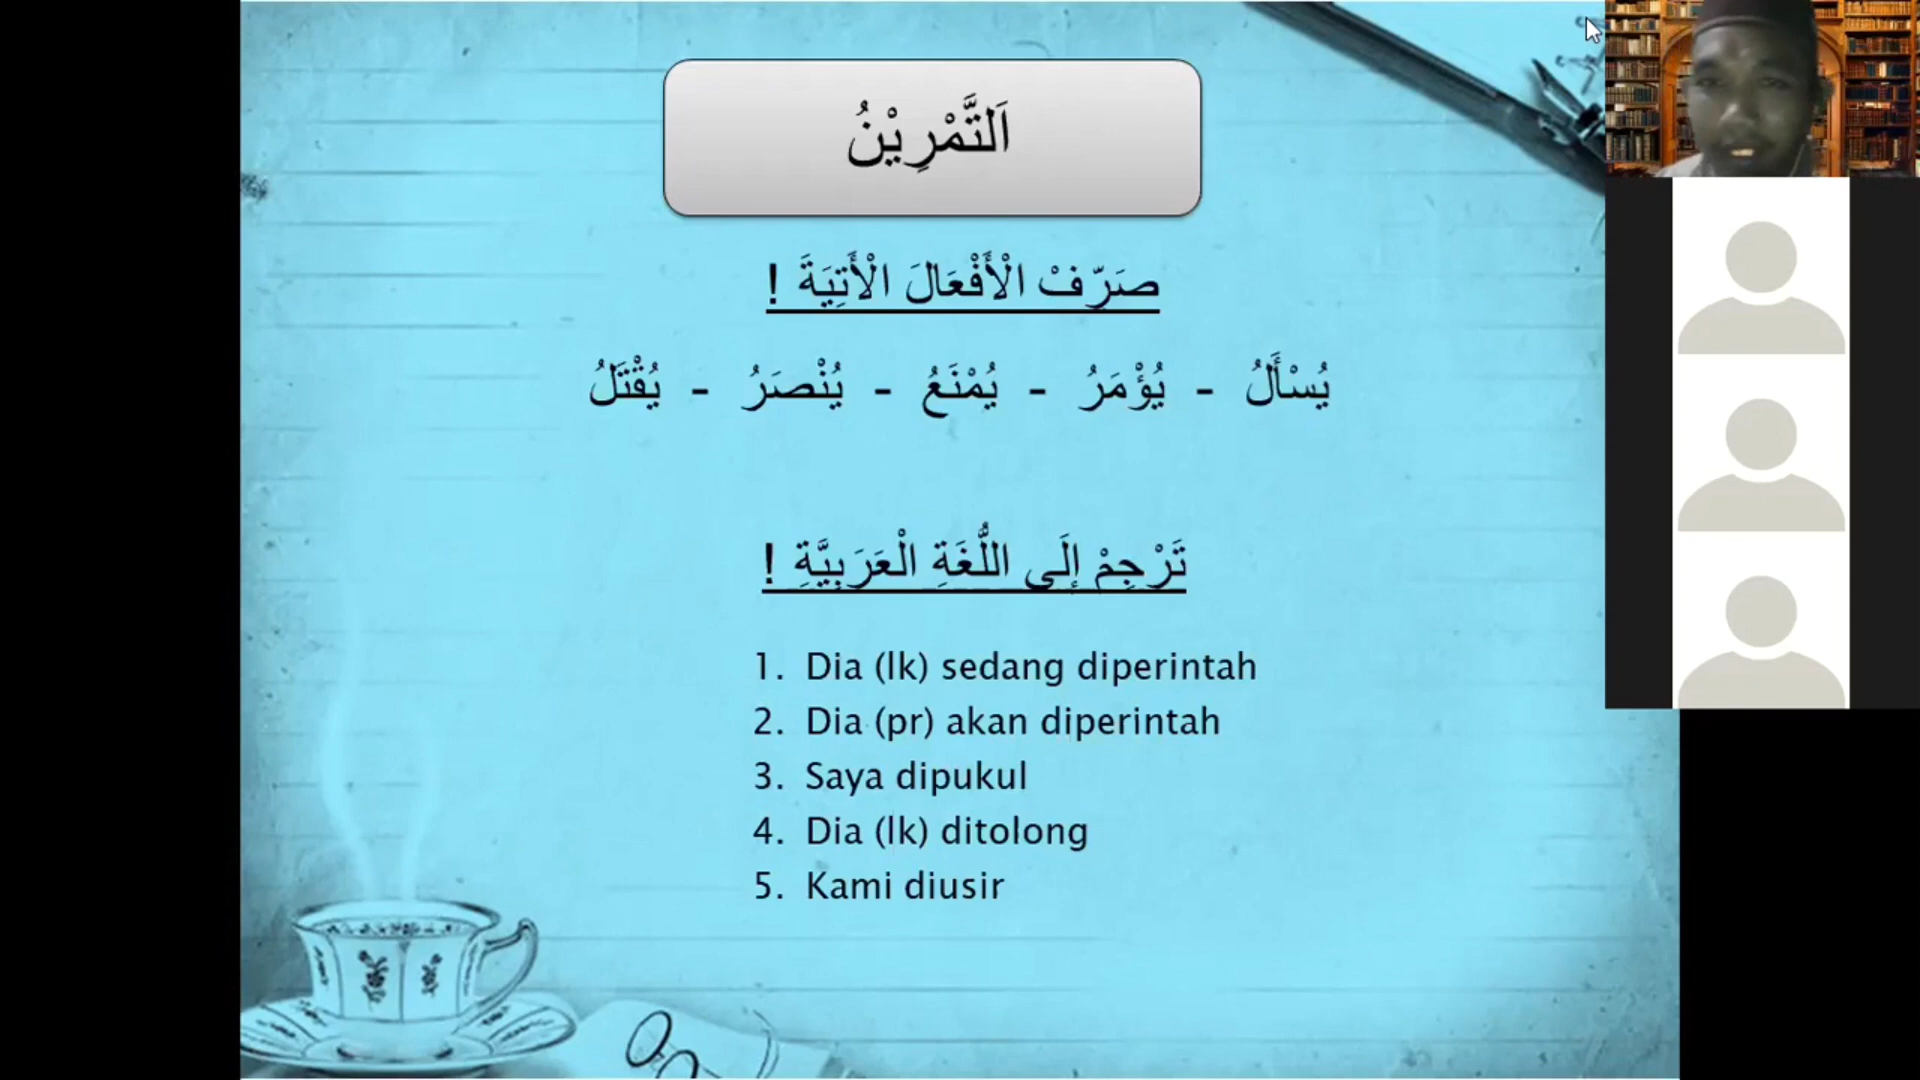 اَلتَّمْرِيْنُ
صَرِّفْ الْأَفْعَالَ الْأَتِيَةَ !
يُسْأَلُ - يُؤْمَرُ - يُمْنَعُ - يُنْصَرُ - يُقْتَلُ
تَرْجِمْ إِلَى اللُّغَةِ الْعَرَبِيَّةِ !
1. Dia (lk) sedang diperintah
2. Dia (pr) akan diperintah
3. Saya dipukul
4. Dia (lk) ditolong
5. Kami diusir